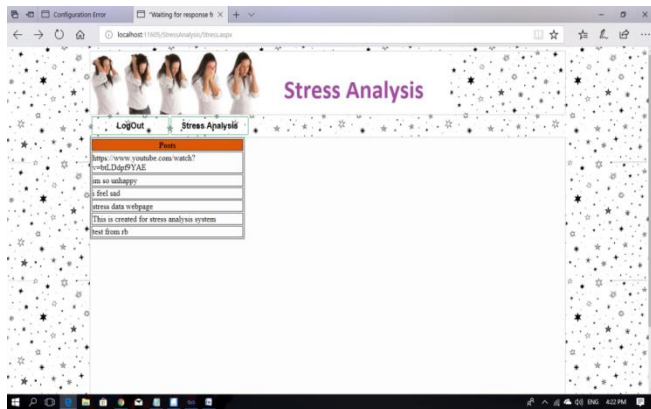 Configuration Error
"Waiting for response fr
localhost:11605/StressAnalysis/Stress.aspx
Stress Analysis
LogOut
Stress Analysis
Posts
https://www.youtube.com/watch?
im so unhappy
i feel sad
stress data webpage
This is created for stress analysis system
test from rb
ENG 4:22 PM